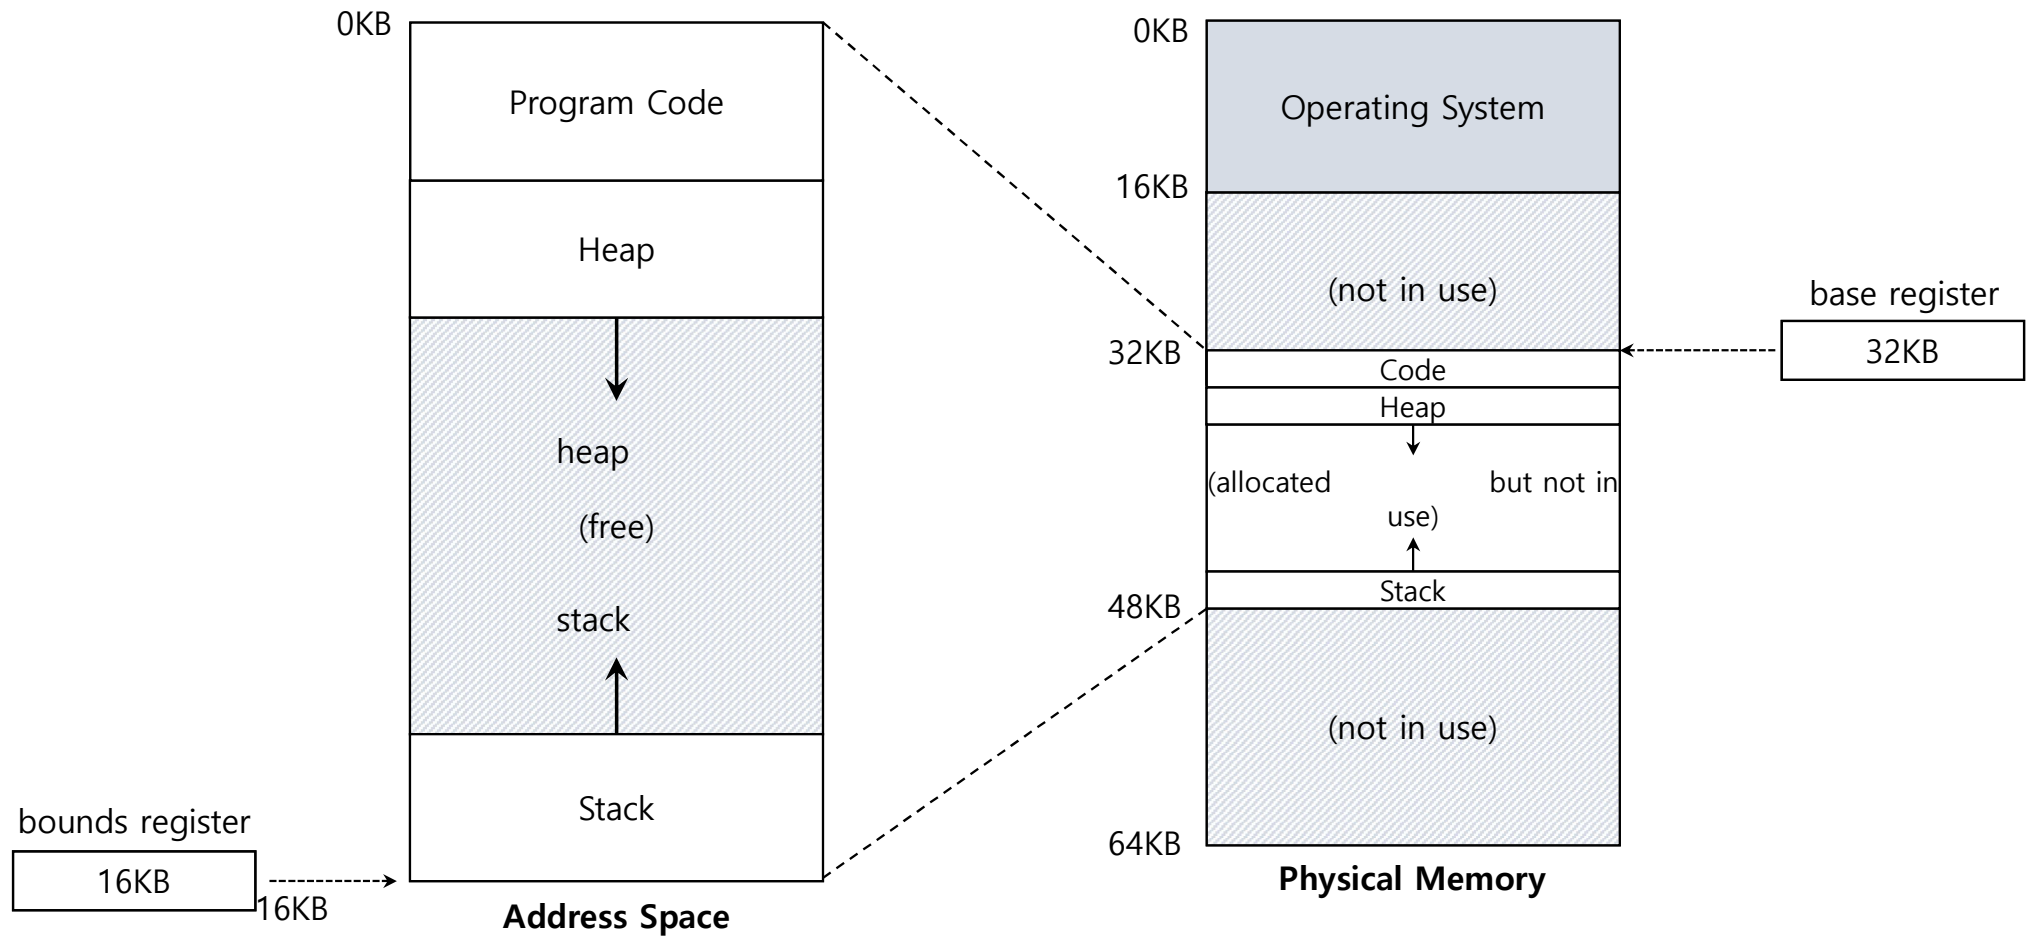 0KB
Program Code
Heap
heap
(free)
stack
Stack
bounds register
16KB
16KB
Address Space
0KB
Operating System
16KB
(not in use)
32KB
Code
Heap
(allocated but not in
use)
Stack
48KB
(not in use)
64KB
Physical Memory
base register
32KB